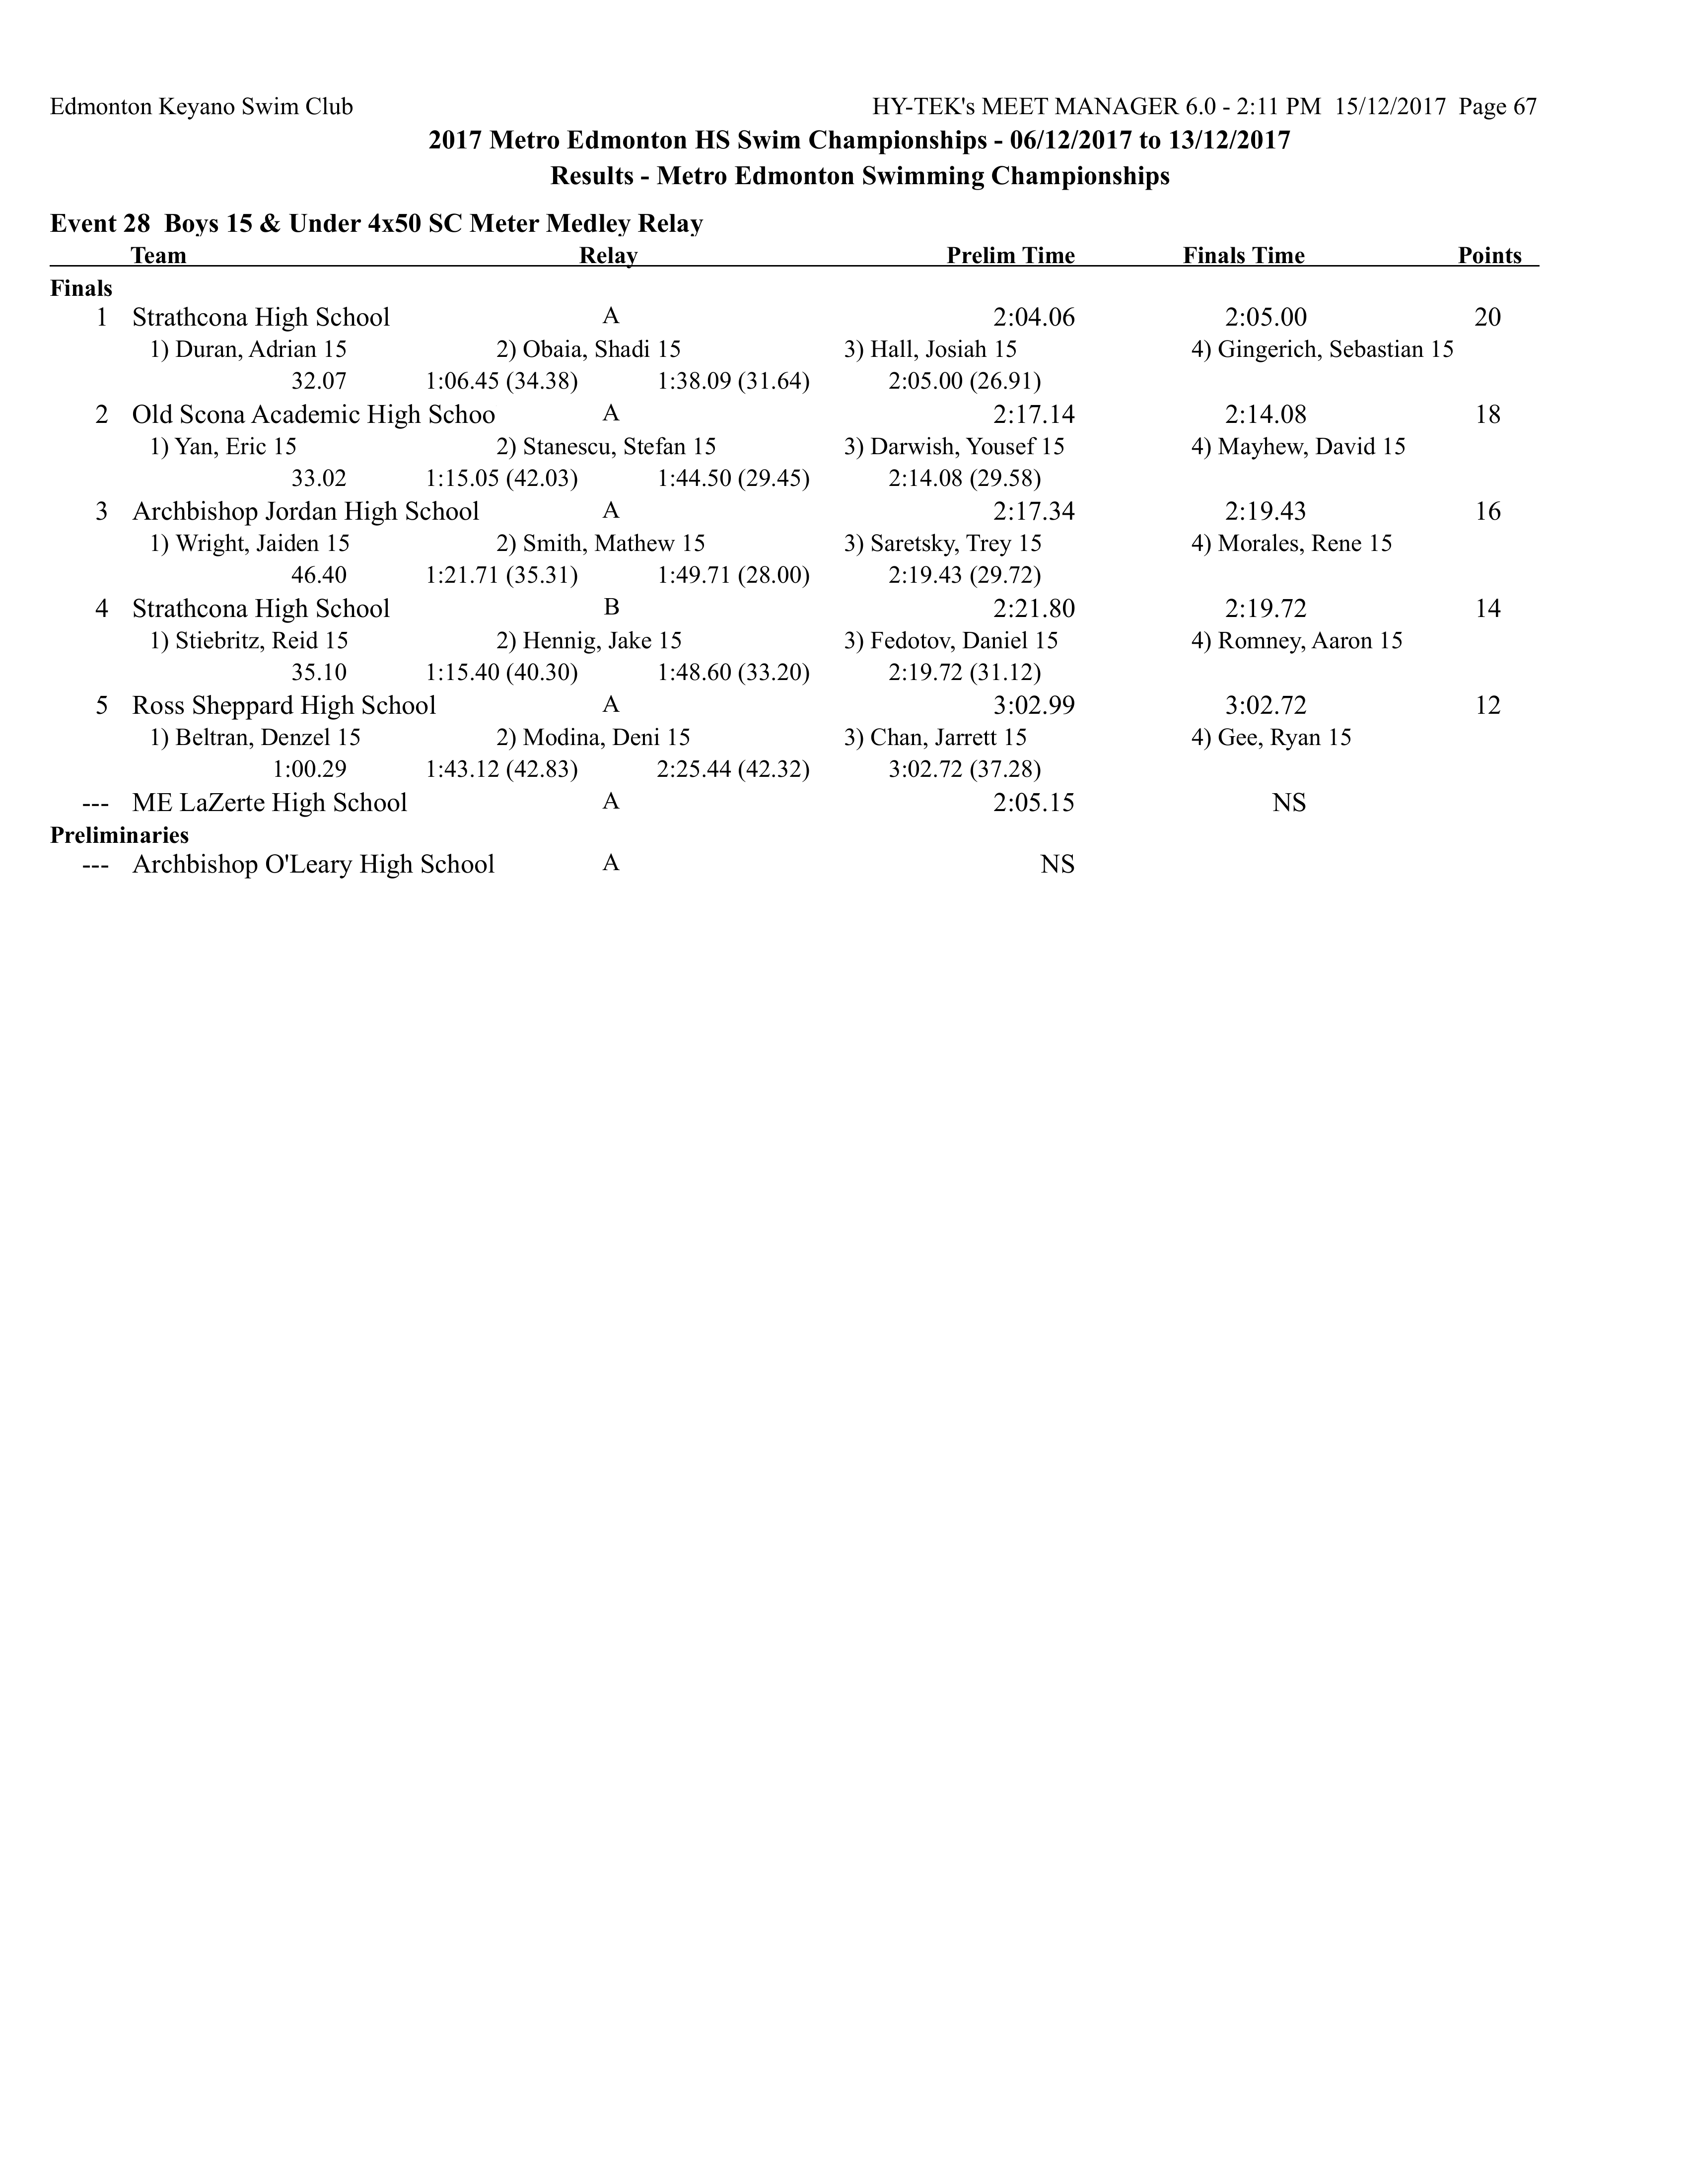 Edmonton Keyano Swim Club HY-TEK's MEET MANAGER 6.0 - 2:11 PM 15/12/2017 Page 67
2017 Metro Edmonton HS Swim Championships - 06/12/2017 to 13/12/2017
Results - Metro Edmonton Swimming Championships
Event 28 Boys 15 & Under 4x50 SC Meter Medley Relay
Team Relay Prelim Time Finals Time Points
Finals
1 Strathcona High School A 2:04.06 2:05.00 20
1) Duran, Adrian 15 2) Obaia, Shadi 15 3) Hall, Josiah 15 4) Gingerich, Sebastian 15
32.07 1:06.45 (34.38) 1:38.09 (31.64) 2:05.00 (26.91)
2 Old Scona Academic High Schoo A 2:17.14 2:14.08 18
1) Yan, Eric 15 2) Stanescu, Stefan 15 3) Darwish, Yousef 15 4) Mayhew, David 15
33.02 1:15.05 (42.03) 1:44.50 (29.45) 2:14.08 (29.58)
3 Archbishop Jordan High School A 2:17.34 2:19.43 16
1) Wright, Jaiden 15 2) Smith, Mathew 15 3) Saretsky, Trey 15 4) Morales, Rene 15
46.40 1:21.71 (35.31) 1:49.71 (28.00) 2:19.43 (29.72)
4 Strathcona High School B 2:21.80 2:19.72 14
1) Stiebritz, Reid 15 2) Hennig, Jake 15 3) Fedotov, Daniel 15 4) Romney, Aaron 15
35.10 1:15.40 (40.30) 1:48.60 (33.20) 2:19.72 (31.12)
5 Ross Sheppard High School A 3:02.99 3:02.72 12
1) Beltran, Denzel 15 2) Modina, Deni 15 3) Chan, Jarrett 15 4) Gee, Ryan 15
1:00.29 1:43.12 (42.83) 2:25.44 (42.32) 3:02.72 (37.28)
--- ME LaZerte High School A 2:05.15 NS
Preliminaries
--- Archbishop O'Leary High School A NS